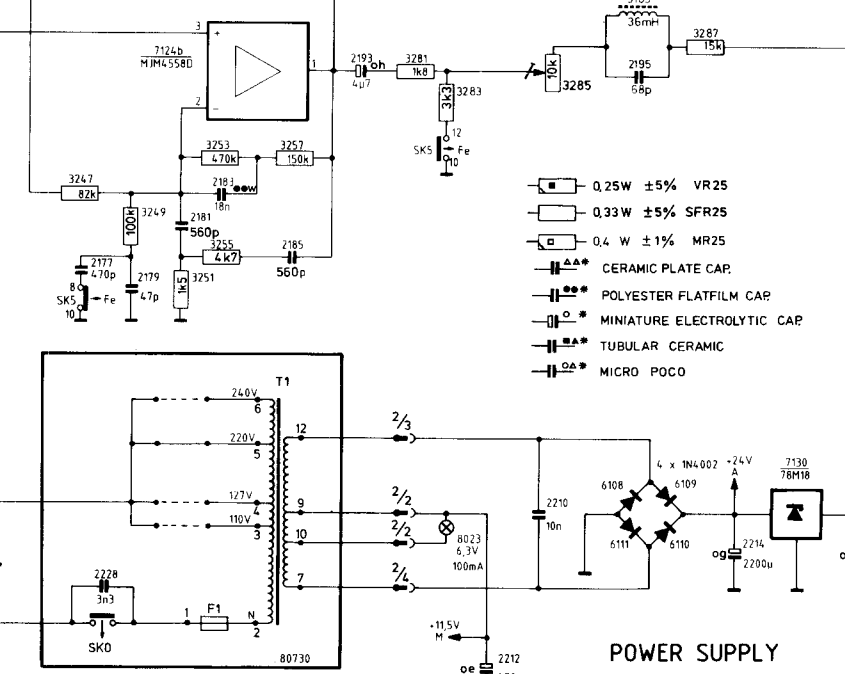 36mH
3287
15k
2195
68p
3
+
7124b
MJM4558D
1
2
−
2193
oh
4µ7
3281
1k8
3k3
3283
12
SK5
Fe
10
10k
3285
3253
470k
3257
150k
2183
●●w
18n
3247
82k
100k
3249
2181
560p
3255
4k7
2185
560p
1k5
3251
2177
470p
8
SK5
Fe
10
2179
47p
0,25W ±5% VR25
0,33W ±5% SFR25
0,4 W ±1% MR25
△△* CERAMIC PLATE CAP.
●●* POLYESTER FLATFILM CAP.
○ * MINIATURE ELECTROLYTIC CAP.
■▲* TUBULAR CERAMIC
○△* MICRO POCO
T1
240V
6
220V
5
127V
4
110V
3
12
9
10
7
2/3
2/2
2/2
2/4
8023
6,3V
100mA
2210
10n
4 x 1N4002
6108
6109
6111
6110
+24V
A
7130
78M18
og
2214
2200µ
2228
3n3
SK0
1
F1
N
2
80730
+11,5V
M
oe
2212
POWER SUPPLY